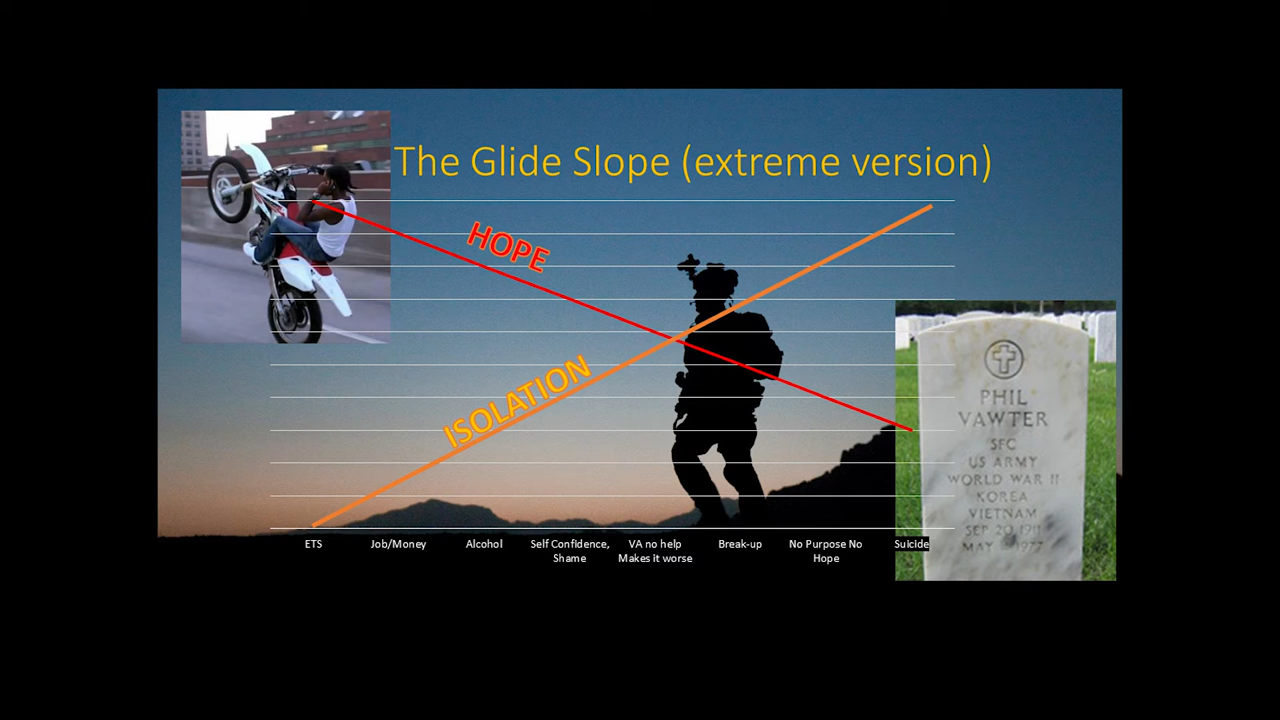 The Glide Slope (extreme version)
HOPE
ISOLATION
PHIL
VAWTER
SFC
US ARMY
WORLD WAR II
KOREA
VIETNAM
SEP 20 1911
MAY 1977
ETS
Job/Money
Alcohol
Self Confidence,
Shame
VA no help
Makes it worse
Break-up
No Purpose No
Hope
Suicide